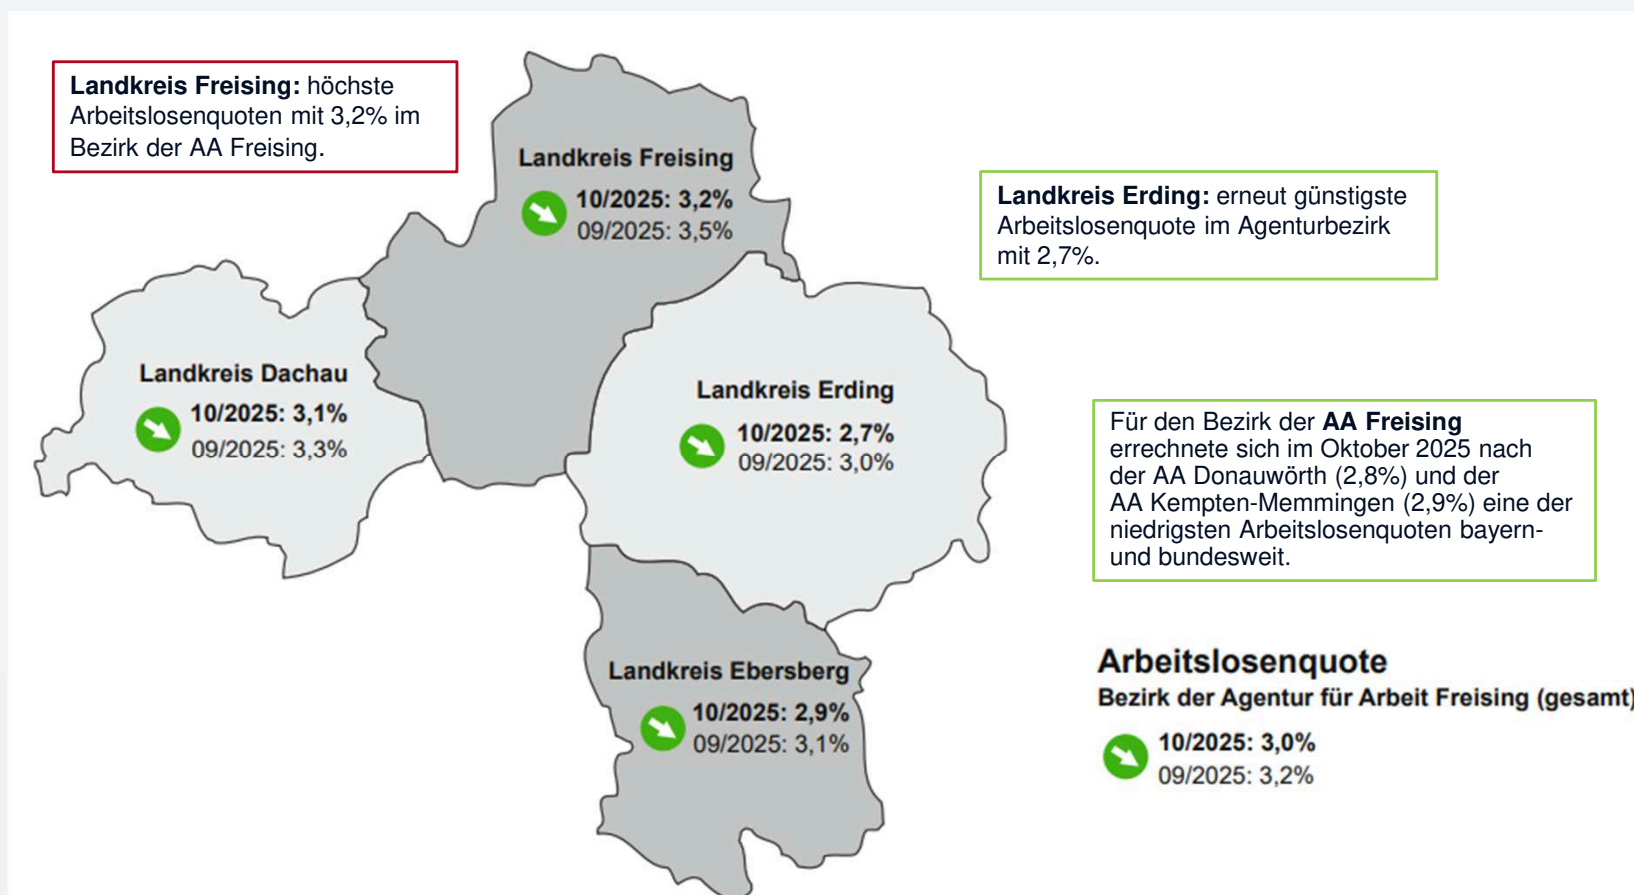 Landkreis Freising: höchste
Arbeitslosenquoten mit 3,2% im
Bezirk der AA Freising.
Landkreis Freising
10/2025: 3,2%
09/2025: 3,5%
Landkreis Erding: erneut günstigste
Arbeitslosenquote im Agenturbezirk
mit 2,7%.
Landkreis Dachau
10/2025: 3,1%
09/2025: 3,3%
Landkreis Erding
10/2025: 2,7%
09/2025: 3,0%
Für den Bezirk der AA Freising
errechnete sich im Oktober 2025 nach
der AA Donauwörth (2,8%) und der
AA Kempten-Memmingen (2,9%) eine der
niedrigsten Arbeitslosenquoten bayern-
und bundesweit.
Landkreis Ebersberg
10/2025: 2,9%
09/2025: 3,1%
Arbeitslosenquote
Bezirk der Agentur für Arbeit Freising (gesamt)
10/2025: 3,0%
09/2025: 3,2%